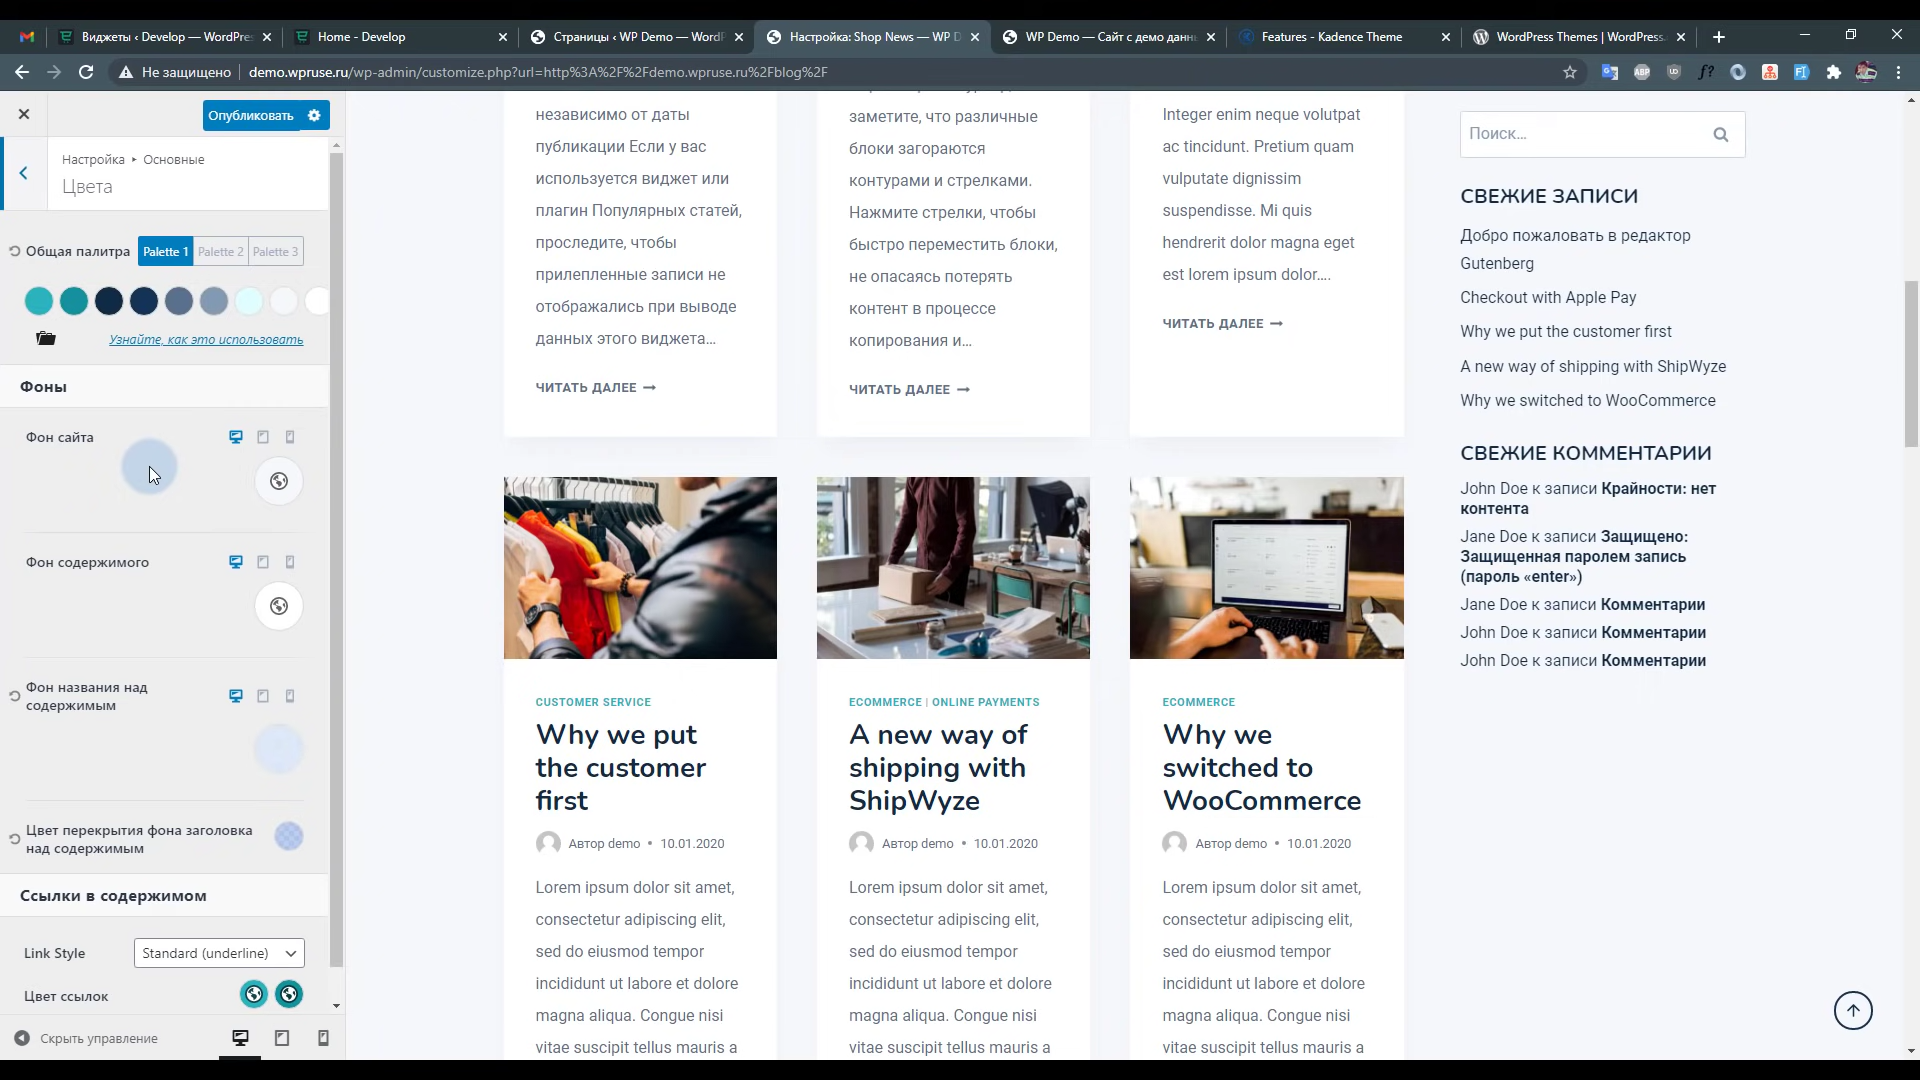 Виджеты ‹ Develop — WordPre
Home - Develop
Страницы ‹ WP Demo — Word
Настройка: Shop News — WP D
WP Demo — Сайт с демо данн
Features - Kadence Theme
WordPress Themes | WordPress.
Не защищено
demo.wpruse.ru/wp-admin/customize.php?url=http%3A%2F%2Fdemo.wpruse.ru%2Fblog%2F
Опубликовать
Настройка ▸ Основные
Цвета
Общая палитра
Palette 1
Palette 2
Palette 3
Узнайте, как это использовать
Фоны
Фон сайта
Фон содержимого
Фон названия над
содержимым
Цвет перекрытия фона заголовка
над содержимым
Ссылки в содержимом
Link Style
Standard (underline)
Цвет ссылок
Скрыть управление
независимо от даты
публикации Если у вас
используется виджет или
плагин Популярных статей,
проследите, чтобы
прилепленные записи не
отображались при выводе
данных этого виджета…
ЧИТАТЬ ДАЛЕЕ
заметите, что различные
блоки загораются
контурами и стрелками.
Нажмите стрелки, чтобы
быстро переместить блоки,
не опасаясь потерять
контент в процессе
копирования и…
ЧИТАТЬ ДАЛЕЕ
Integer enim neque volutpat
ac tincidunt. Pretium quam
vulputate dignissim
suspendisse. Mi quis
hendrerit dolor magna eget
est lorem ipsum dolor….
ЧИТАТЬ ДАЛЕЕ
CUSTOMER SERVICE
Why we put
the customer
first
Автор demo • 10.01.2020
Lorem ipsum dolor sit amet,
consectetur adipiscing elit,
sed do eiusmod tempor
incididunt ut labore et dolore
magna aliqua. Congue nisi
vitae suscipit tellus mauris a
ECOMMERCE | ONLINE PAYMENTS
A new way of
shipping with
ShipWyze
Автор demo • 10.01.2020
Lorem ipsum dolor sit amet,
consectetur adipiscing elit,
sed do eiusmod tempor
incididunt ut labore et dolore
magna aliqua. Congue nisi
vitae suscipit tellus mauris a
ECOMMERCE
Why we
switched to
WooCommerce
Автор demo • 10.01.2020
Lorem ipsum dolor sit amet,
consectetur adipiscing elit,
sed do eiusmod tempor
incididunt ut labore et dolore
magna aliqua. Congue nisi
vitae suscipit tellus mauris a
Поиск…
СВЕЖИЕ ЗАПИСИ
Добро пожаловать в редактор
Gutenberg
Checkout with Apple Pay
Why we put the customer first
A new way of shipping with ShipWyze
Why we switched to WooCommerce
СВЕЖИЕ КОММЕНТАРИИ
John Doe к записи Крайности: нет
контента
Jane Doe к записи Защищено:
Защищенная паролем запись
(пароль «enter»)
Jane Doe к записи Комментарии
John Doe к записи Комментарии
John Doe к записи Комментарии